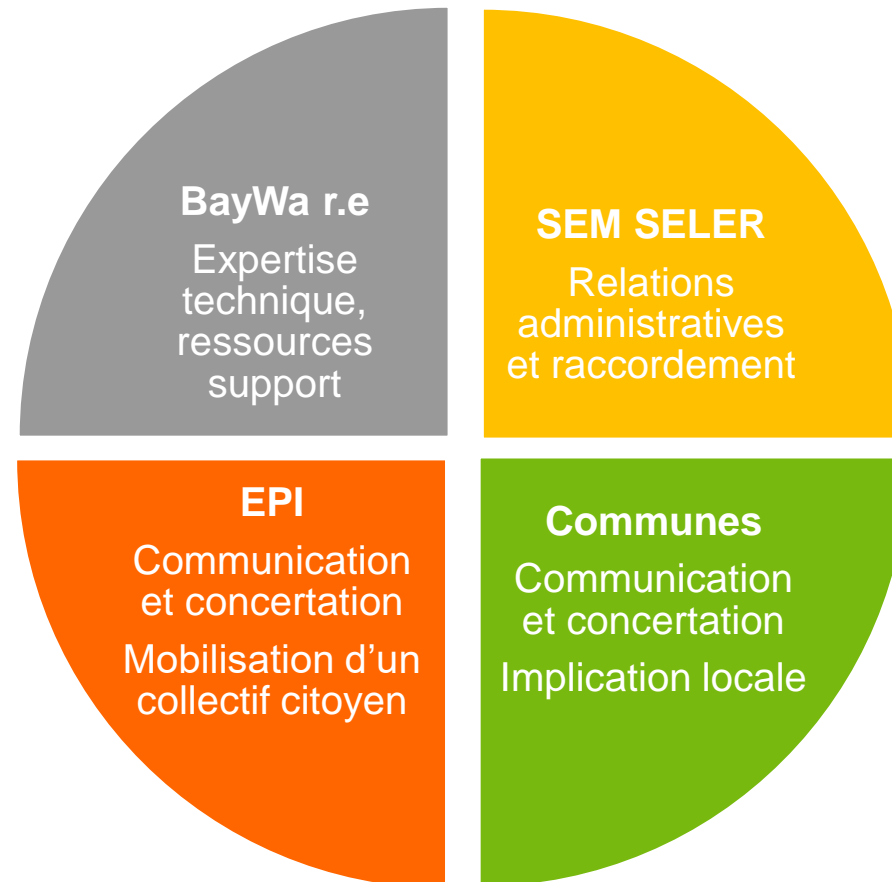 BayWa r.e
Expertise
technique,
ressources
support
SEM SELER
Relations
administratives
et raccordement
EPI
Communication
et concertation
Mobilisation d’un
collectif citoyen
Communes
Communication
et concertation
Implication locale